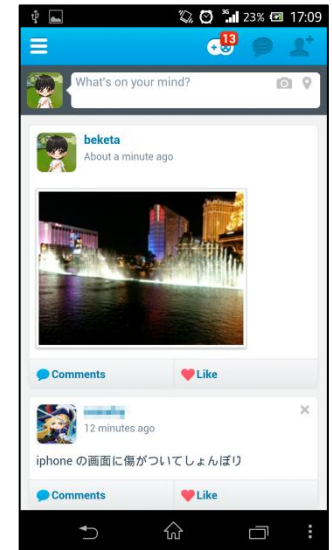 3G 23% 17:09
13
What's on your mind?
beketa
About a minute ago
Comments Like
12 minutes ago
iphone の画面に傷がついてしょんぼり
Comments Like